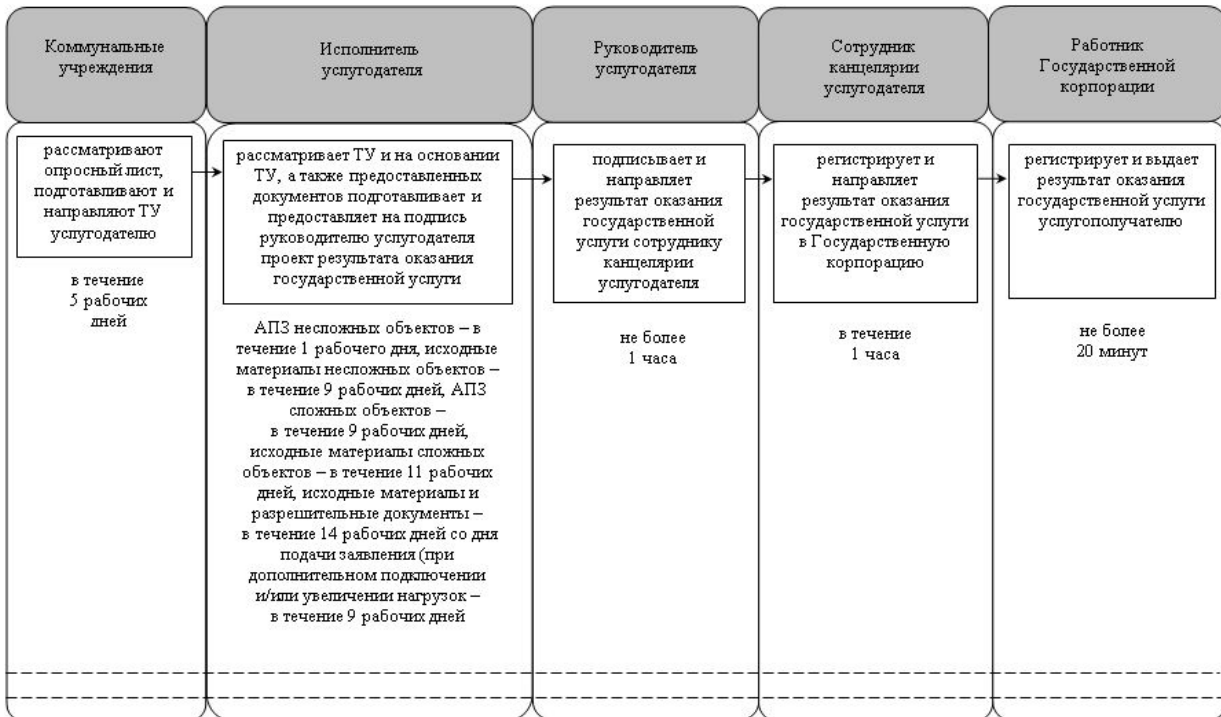 Коммунальные
учреждения
Исполнитель
услугодателя
Руководитель
услугодателя
Сотрудник
канцелярии
услугодателя
Работник
Государственной
корпорации
рассматривают
опросный лист,
подготавливают и
направляют ТУ
услугодателю
в течение
5 рабочих
дней
рассматривает ТУ и на основании
ТУ, а также предоставленных
документов подготавливает и
предоставляет на подпись
руководителю услугодателя
проект результата оказания
государственной услуги
АПЗ несложных объектов – в
течение 1 рабочего дня, исходные
материалы несложных объектов –
в течение 9 рабочих дней, АПЗ
сложных объектов –
в течение 9 рабочих дней,
исходные материалы сложных
объектов – в течение 11 рабочих
дней, исходные материалы и
разрешительные документы –
в течение 14 рабочих дней со дня
подачи заявления (при
дополнительном подключении
и/или увеличении нагрузок –
в течение 9 рабочих дней
подписывает и
направляет
результат оказания
государственной
услуги сотруднику
канцелярии
услугодателя
не более
1 часа
регистрирует и
направляет
результат оказания
государственной услуги
в Государственную
корпорацию
в течение
1 часа
регистрирует и выдает
результат оказания
государственной услуги
услугополучателю
не более
20 минут